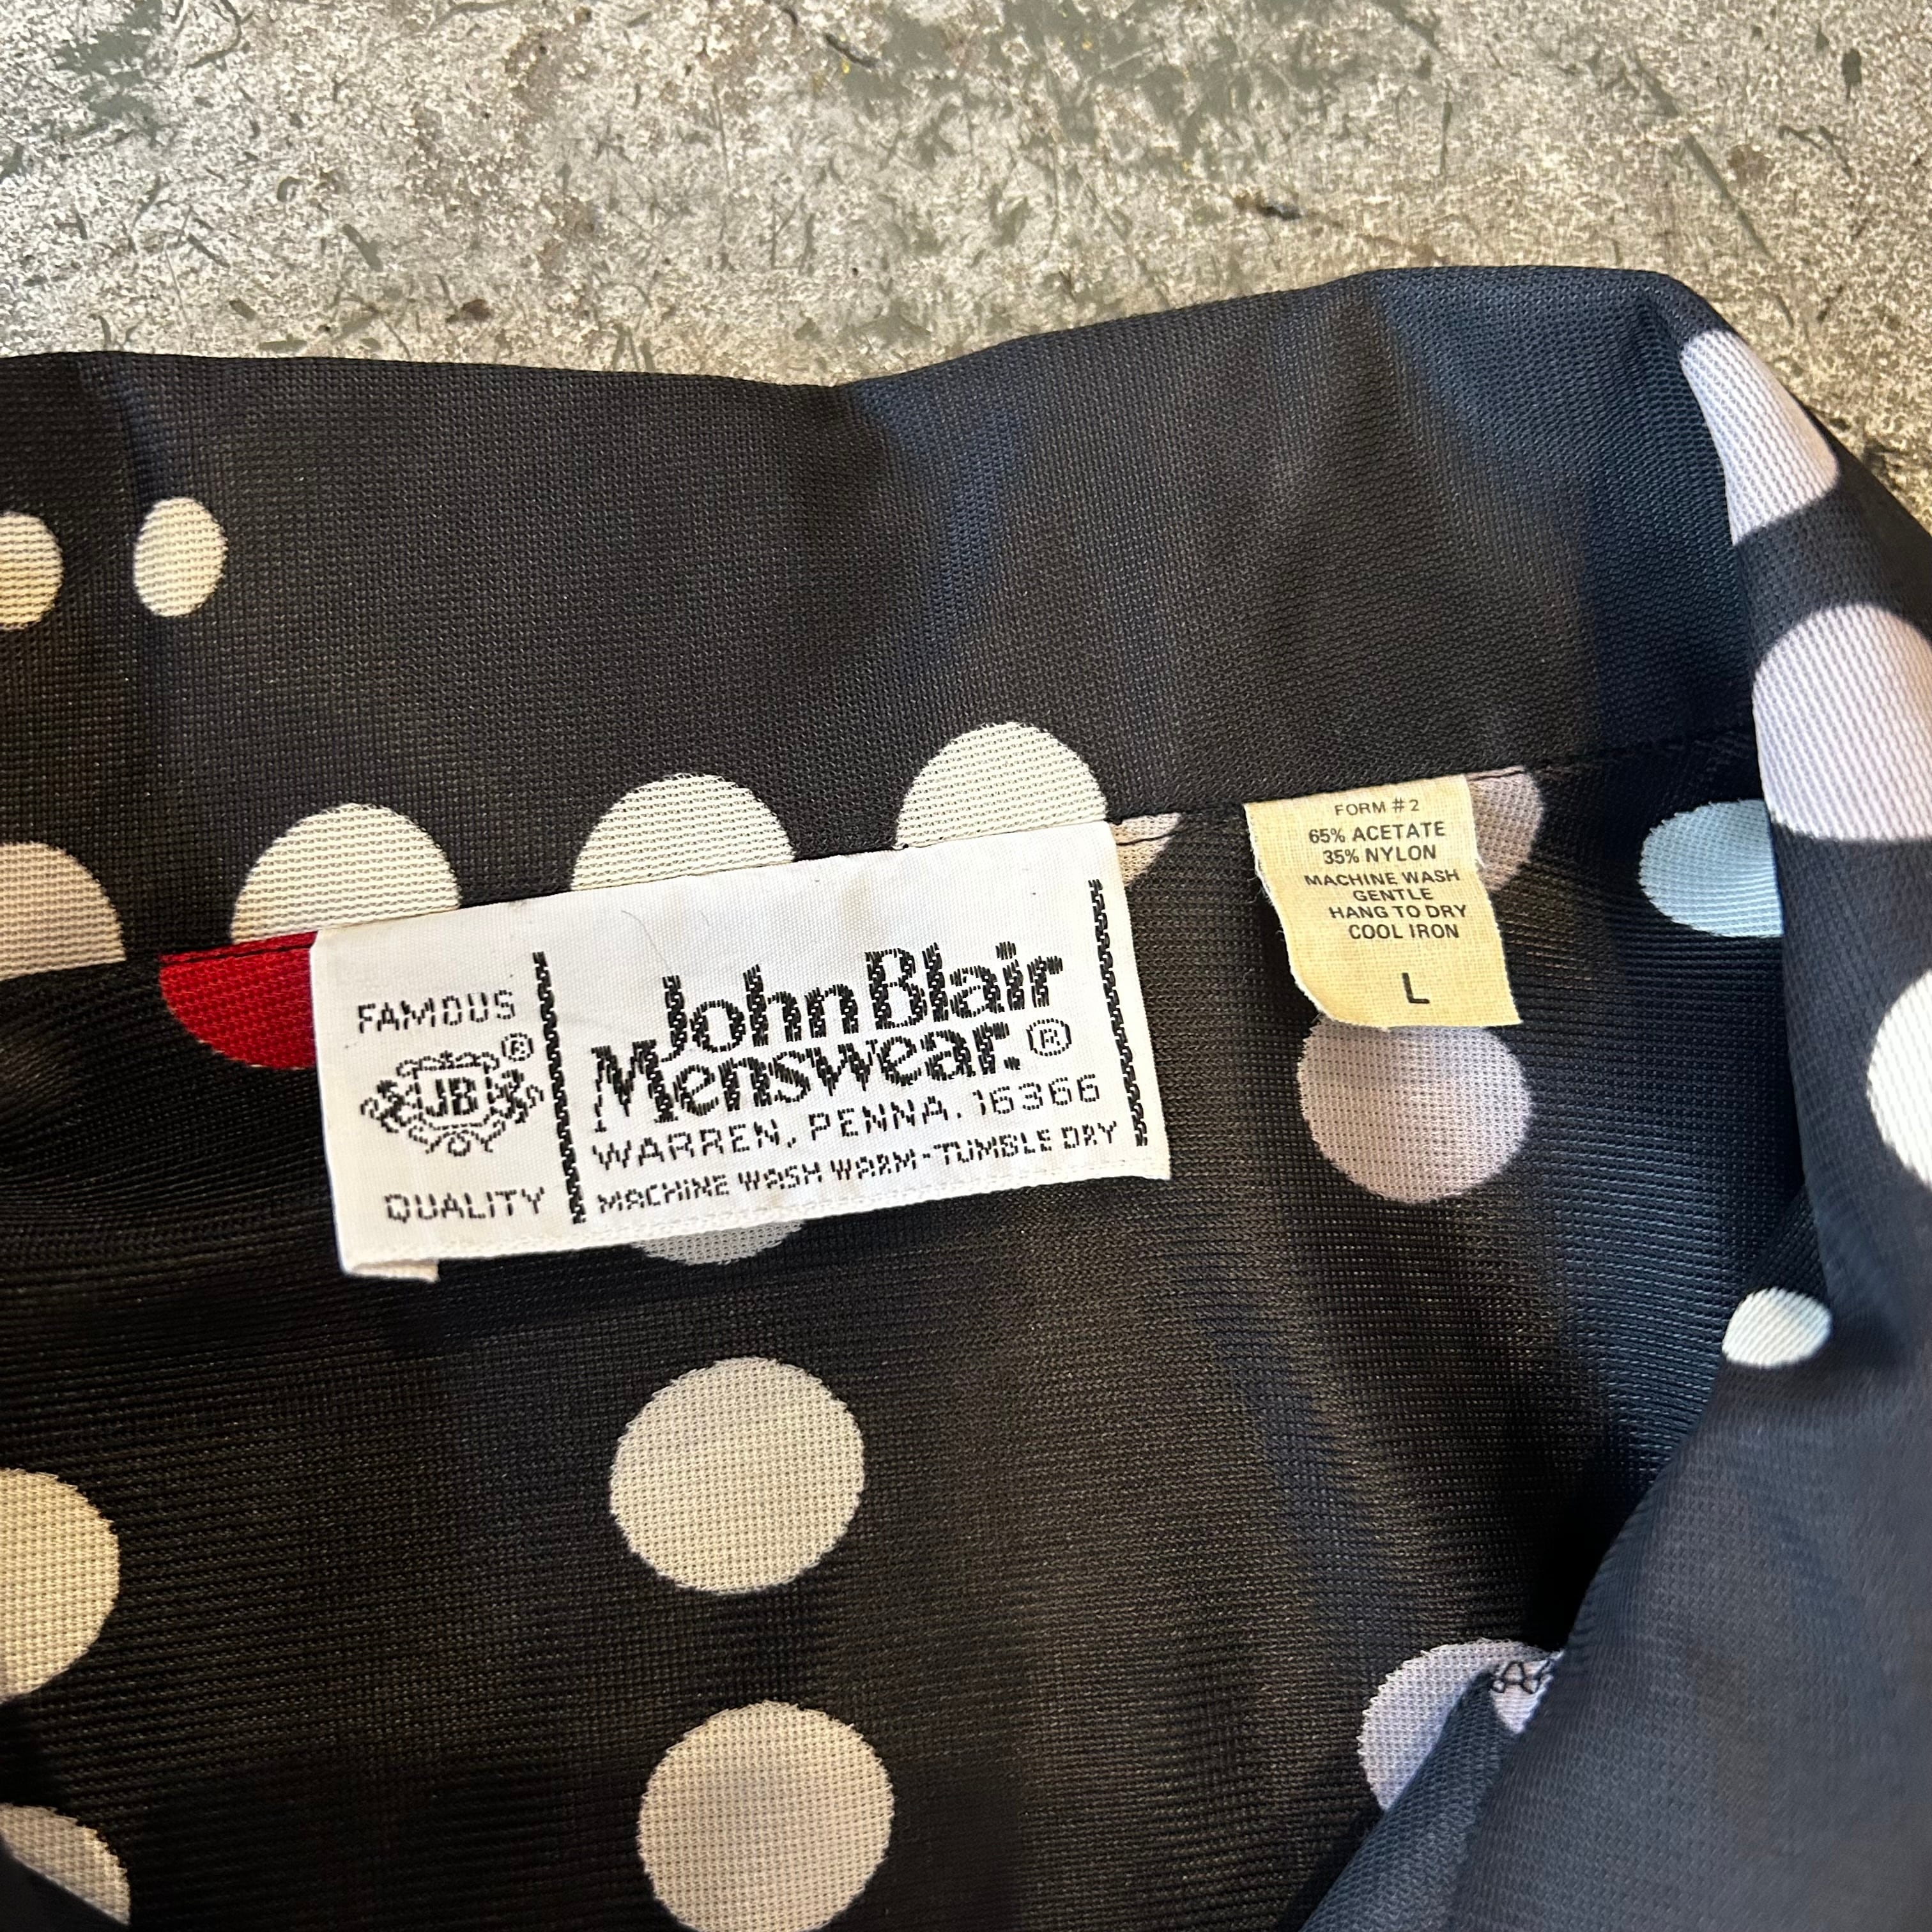 FAMOUS
JB ®
QUALITY
John Blair
Menswear.®
WARREN, PENNA. 16366
MACHINE WASH WARM-TUMBLE DRY
FORM #2
65% ACETATE
35% NYLON
MACHINE WASH
GENTLE
HANG TO DRY
COOL IRON
L